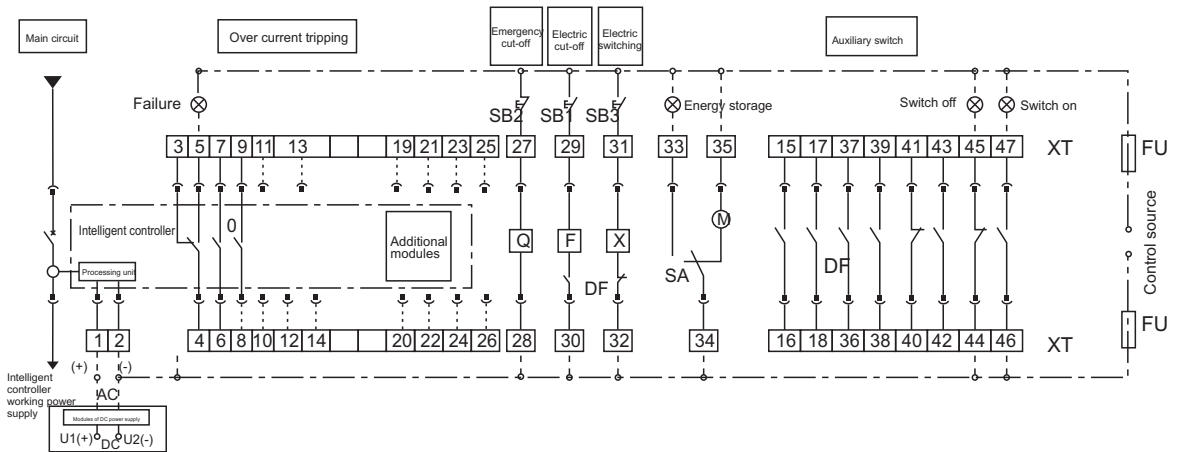 Main circuit
Over current tripping
Emergency
cut-off
Electric
cut-off
Electric
switching
Auxiliary switch
Failure
SB2
SB1
SB3
Energy storage
Switch off
Switch on
3 5 7 9 11 13 19 21 23 25 27 29 31 33 35 15 17 37 39 41 43 45 47 XT FU
Intelligent controller
0
Additional
modules
Q
F
X
M
Processing unit
DF
SA
DF
Control source
1 2 4 6 8 10 12 14 20 22 24 26 28 30 32 34 16 18 36 38 40 42 44 46 XT FU
(+) (-)
Intelligent
controller
working power
supply
AC
Modules of DC power supply
U1(+) DC U2(-)